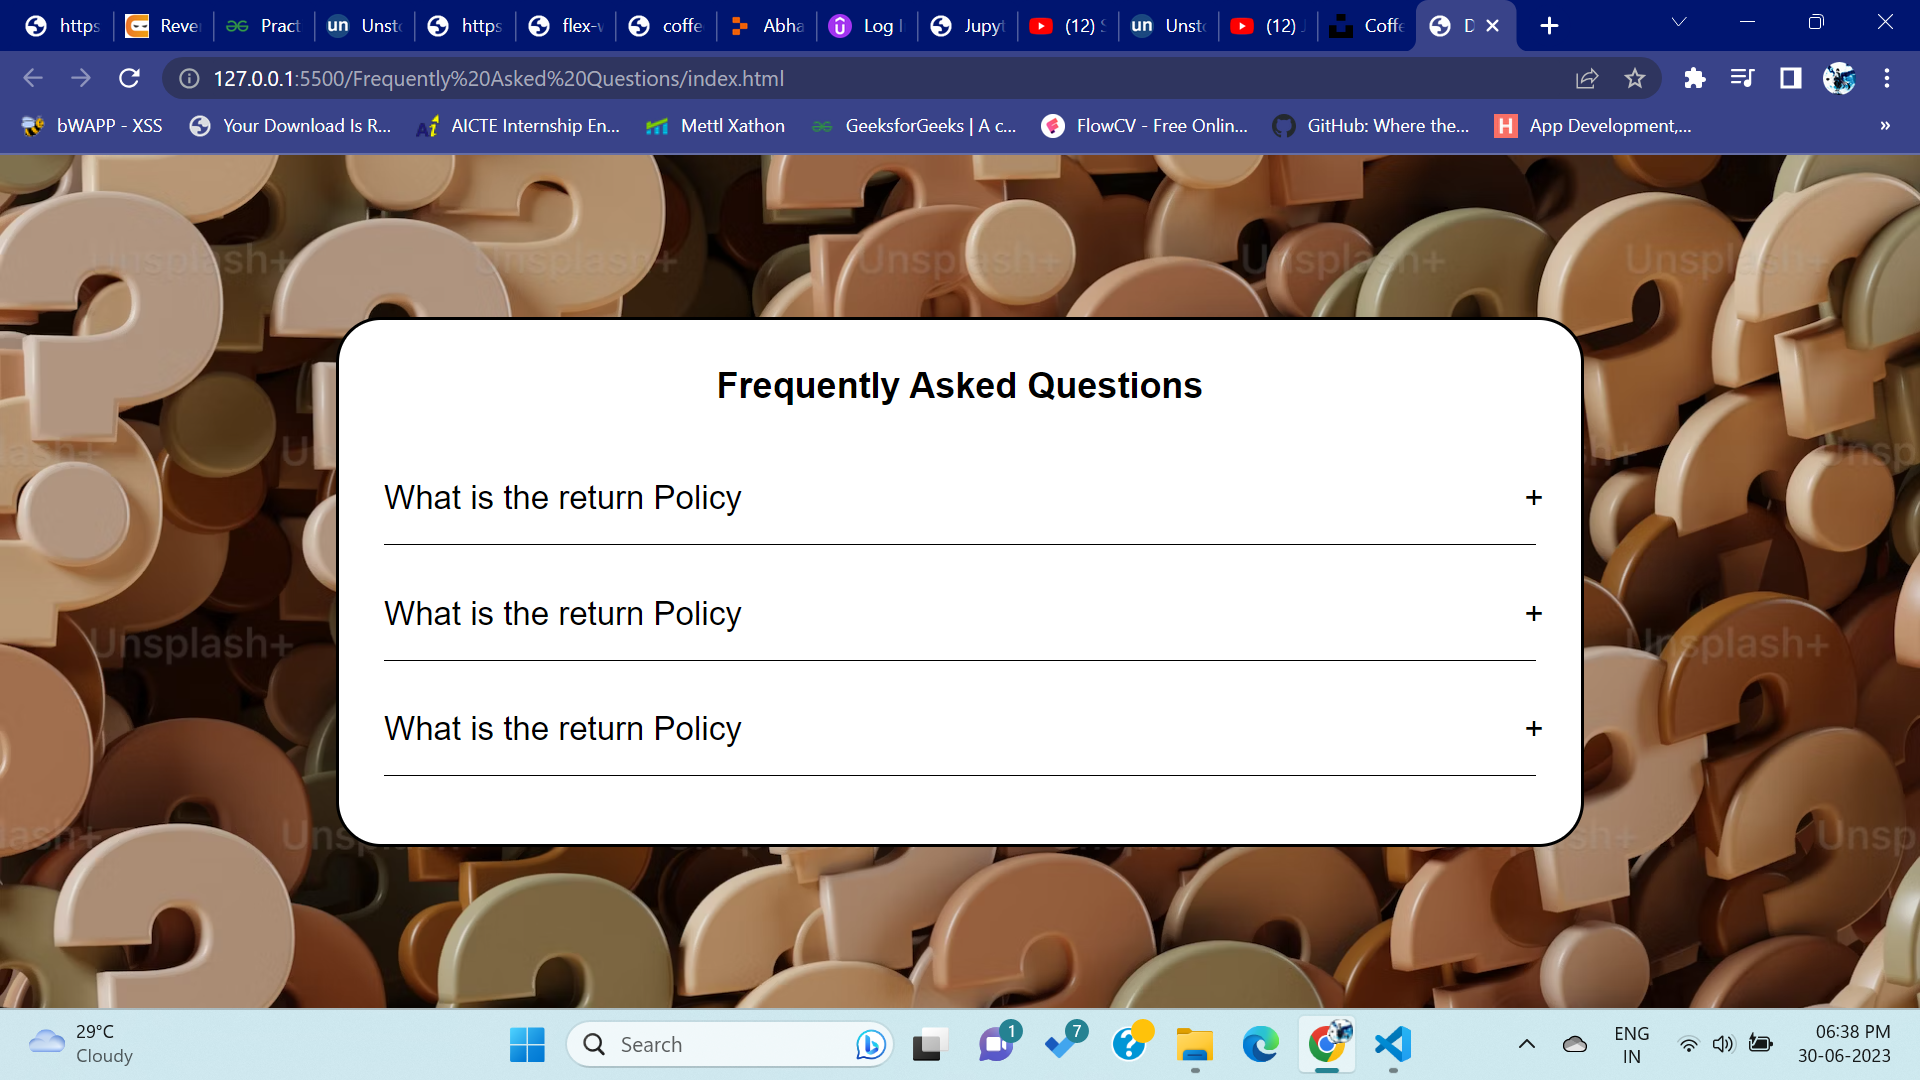 https
Reve
Pract
Unsto
https
flex-w
coffe
Abha
Log I
Jupyt
(12) S
Unsto
(12) J
Coffe
D
127.0.0.1:5500/Frequently%20Asked%20Questions/index.html
bWAPP - XSS
Your Download Is R...
AICTE Internship En...
Mettl Xathon
GeeksforGeeks | A c...
FlowCV - Free Onlin...
GitHub: Where the...
App Development,...
»
Unsplash+
Unsplash+
Unsplash+
Unsplash+
Unsplash+
Frequently Asked Questions
What is the return Policy +
What is the return Policy +
What is the return Policy +
Unsplash+
Unsplash+
29°C
Cloudy
Search
1
7
ENG
IN
06:38 PM
30-06-2023